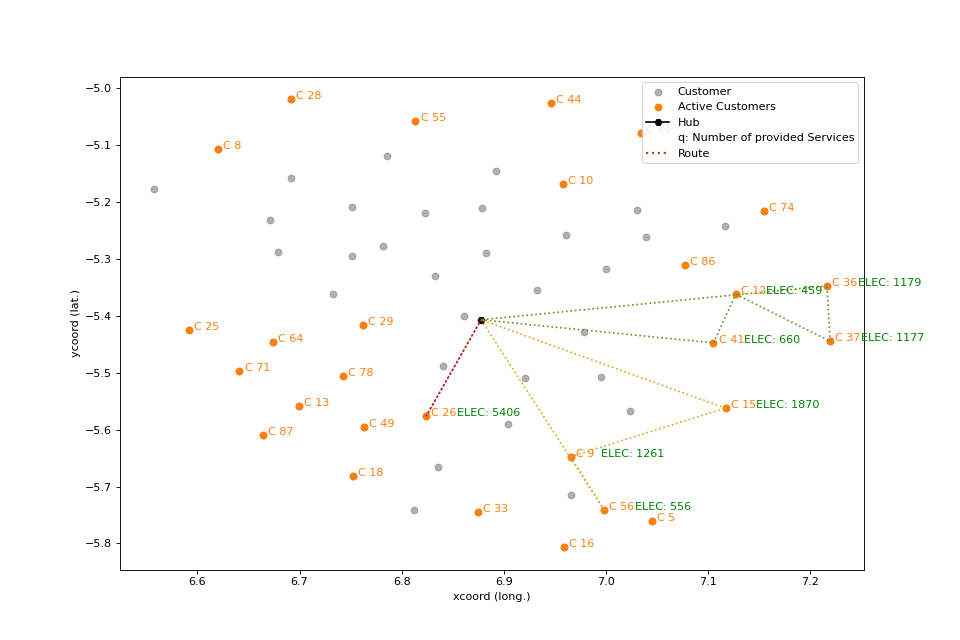 −5.0
−5.1
−5.2
−5.3
−5.4
−5.5
−5.6
−5.7
−5.8
ycoord (lat.)
6.6
6.7
6.8
6.9
7.0
7.1
7.2
xcoord (long.)
Customer
Active Customers
Hub
q: Number of provided Services
Route
C 28
C 44
C 55
C 8
C 10
C 74
C 86
C 36 ELEC: 1179
C 12 ELEC: 459
C 25
C 29
C 64
C 41 ELEC: 660
C 37 ELEC: 1177
C 71
C 78
C 13
C 26 ELEC: 5406
C 15 ELEC: 1870
C 49
C 87
C 9 ELEC: 1261
C 18
C 33
C 56 ELEC: 556
C 5
C 16